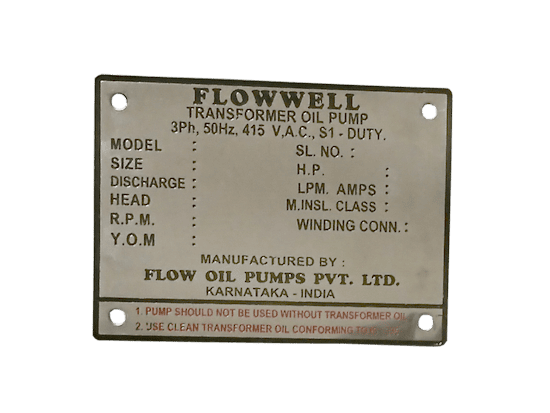 FLOWWELL
TRANSFORMER OIL PUMP
3Ph, 50Hz, 415 V,A.C., S1 - DUTY.
MODEL : SL. NO. :
SIZE : H.P. :
DISCHARGE : LPM. AMPS :
HEAD : M.INSL. CLASS :
R.P.M. : WINDING CONN. :
Y.O.M :
MANUFACTURED BY :
FLOW OIL PUMPS PVT. LTD.
KARNATAKA - INDIA
1. PUMP SHOULD NOT BE USED WITHOUT TRANSFORMER OIL.
2. USE CLEAN TRANSFORMER OIL CONFORMING TO